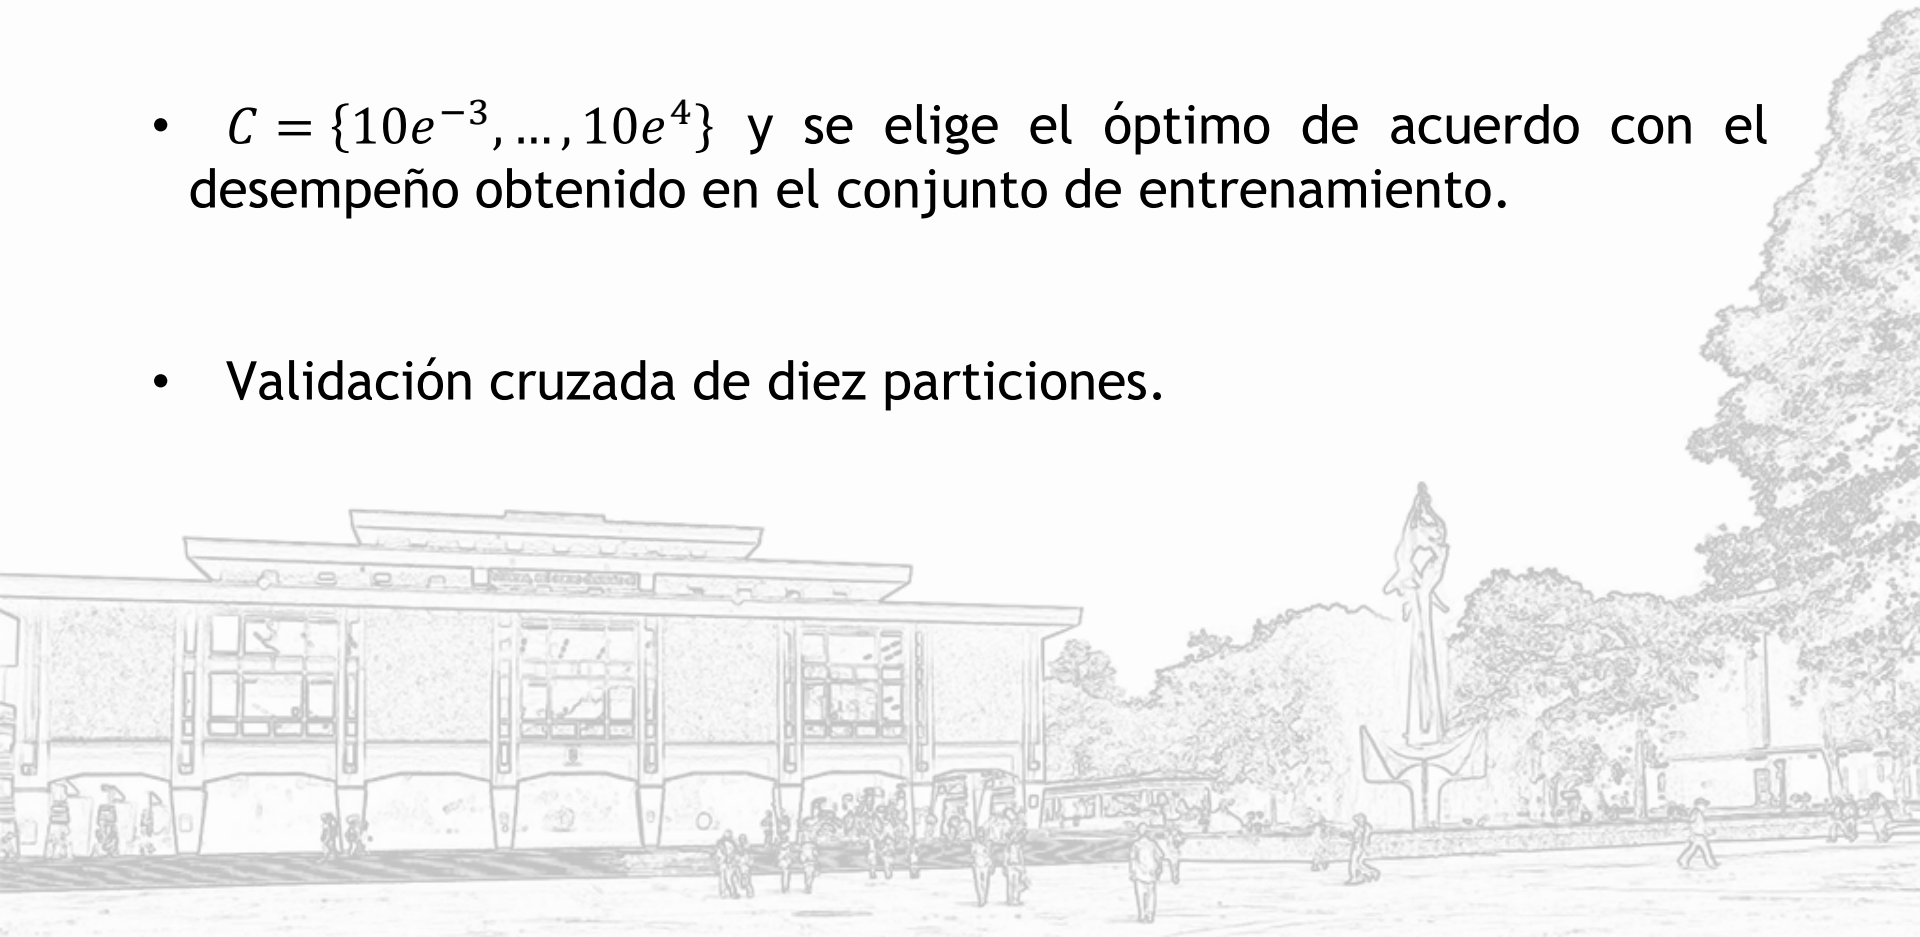 • C = {10e⁻³, ..., 10e⁴} y se elige el óptimo de acuerdo con el
desempeño obtenido en el conjunto de entrenamiento.
• Validación cruzada de diez particiones.